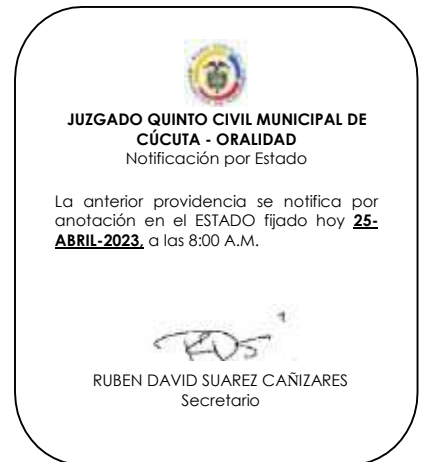 JUZGADO QUINTO CIVIL MUNICIPAL DE
CÚCUTA - ORALIDAD
Notificación por Estado
La anterior providencia se notifica por
anotación en el ESTADO fijado hoy 25-
ABRIL-2023, a las 8:00 A.M.
RUBEN DAVID SUAREZ CAÑIZARES
Secretario